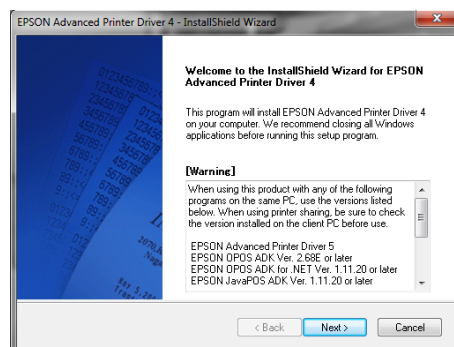 EPSON Advanced Printer Driver 4 - InstallShield Wizard
Welcome to the InstallShield Wizard for EPSON
Advanced Printer Driver 4
This program will install EPSON Advanced Printer Driver 4
on your computer. We recommend closing all Windows
applications before running this setup program.
[Warning]
When using this product with any of the following
programs on the same PC, use the versions listed
below. When using printer sharing, be sure to check
the version installed on the client PC before use.
EPSON Advanced Printer Driver 5
EPSON OPOS ADK Ver. 2.68E or later
EPSON OPOS ADK for .NET Ver. 1.11.20 or later
EPSON JavaPOS ADK Ver. 1.11.20 or later
< Back
Next >
Cancel